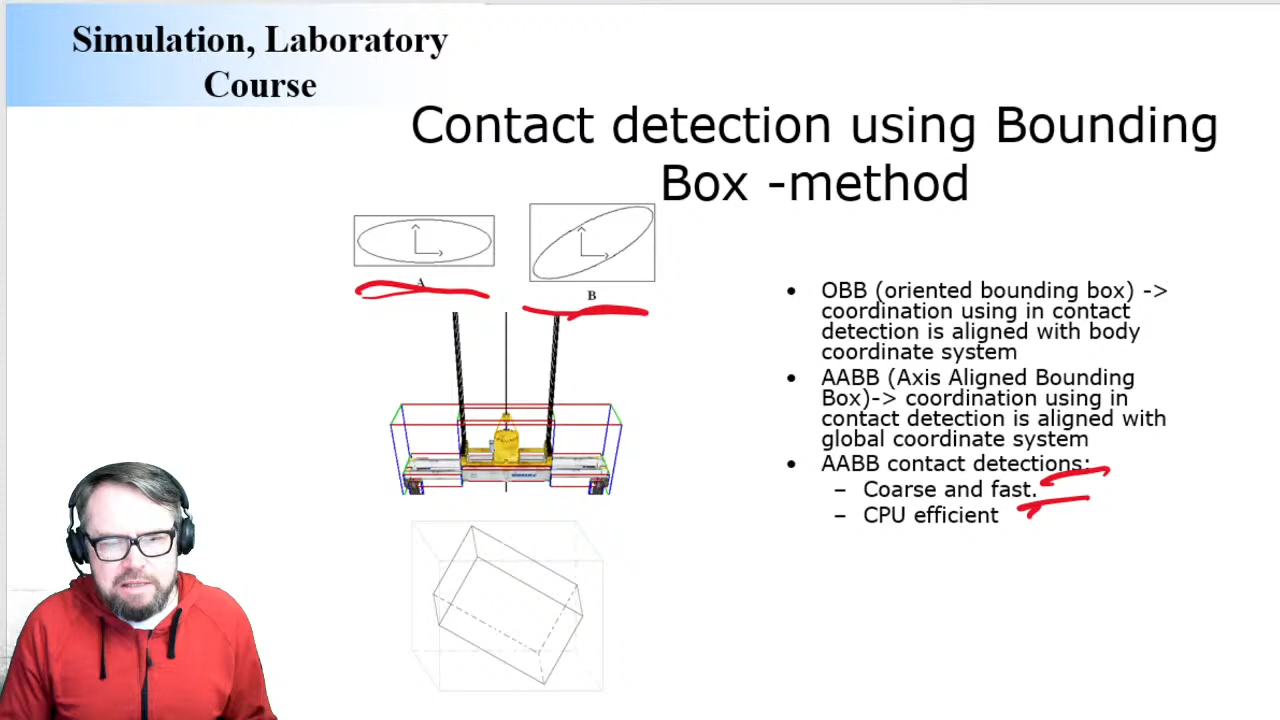 Simulation, Laboratory
Course
Contact detection using Bounding
Box -method
A
B
• OBB (oriented bounding box) ->
coordination using in contact
detection is aligned with body
coordinate system
• AABB (Axis Aligned Bounding
Box)-> coordination using in
contact detection is aligned with
global coordinate system
• AABB contact detections:
– Coarse and fast.
– CPU efficient